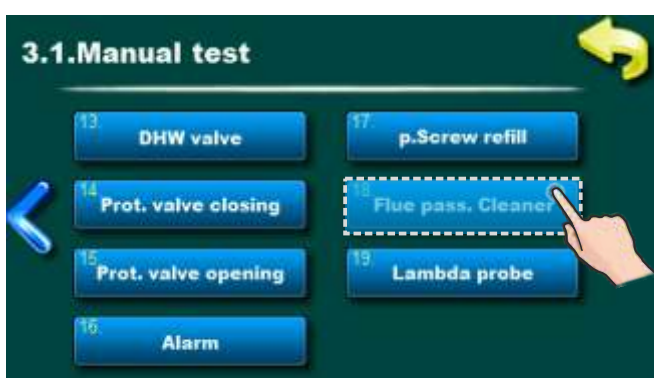 3.1.Manual test
13.
DHW valve
14
Prot. valve closing
15.
Prot. valve opening
16.
Alarm
17.
p.Screw refill
18
Flue pass. Cleaner
19
Lambda probe